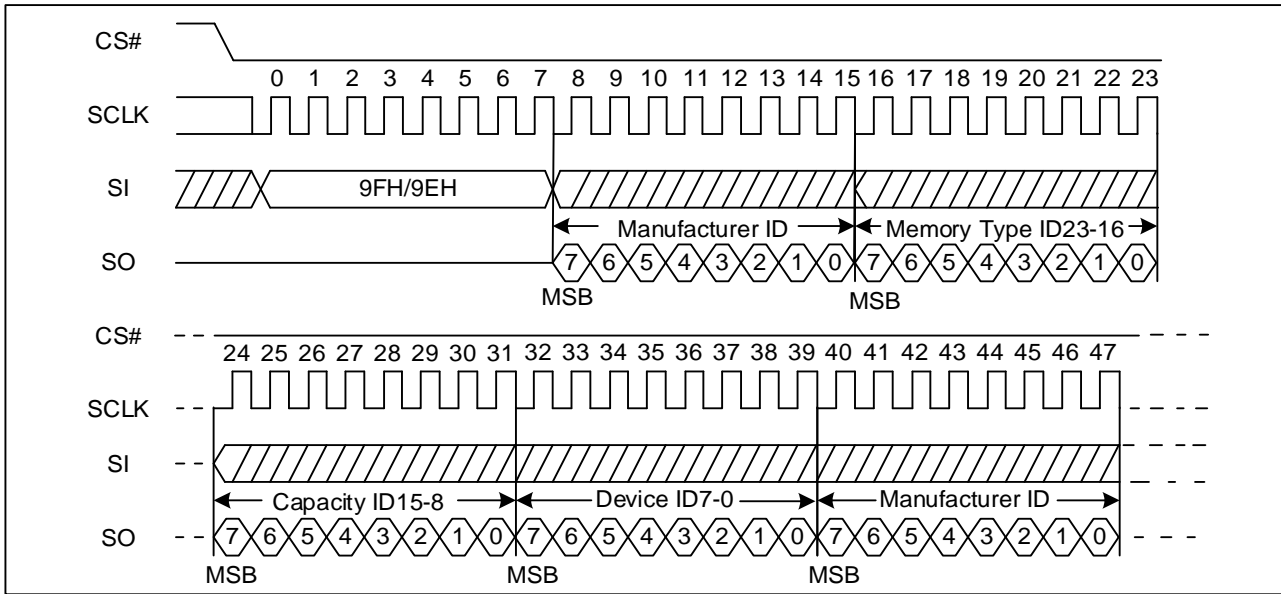 CS#
0 1 2 3 4 5 6 7 8 9 10 11 12 13 14 15 16 17 18 19 20 21 22 23
SCLK
SI 9FH/9EH
Manufacturer ID Memory Type ID23-16
SO 7 6 5 4 3 2 1 0 7 6 5 4 3 2 1 0
MSB MSB
CS#
24 25 26 27 28 29 30 31 32 33 34 35 36 37 38 39 40 41 42 43 44 45 46 47
SCLK
SI
Capacity ID15-8 Device ID7-0 Manufacturer ID
SO 7 6 5 4 3 2 1 0 7 6 5 4 3 2 1 0 7 6 5 4 3 2 1 0
MSB MSB MSB